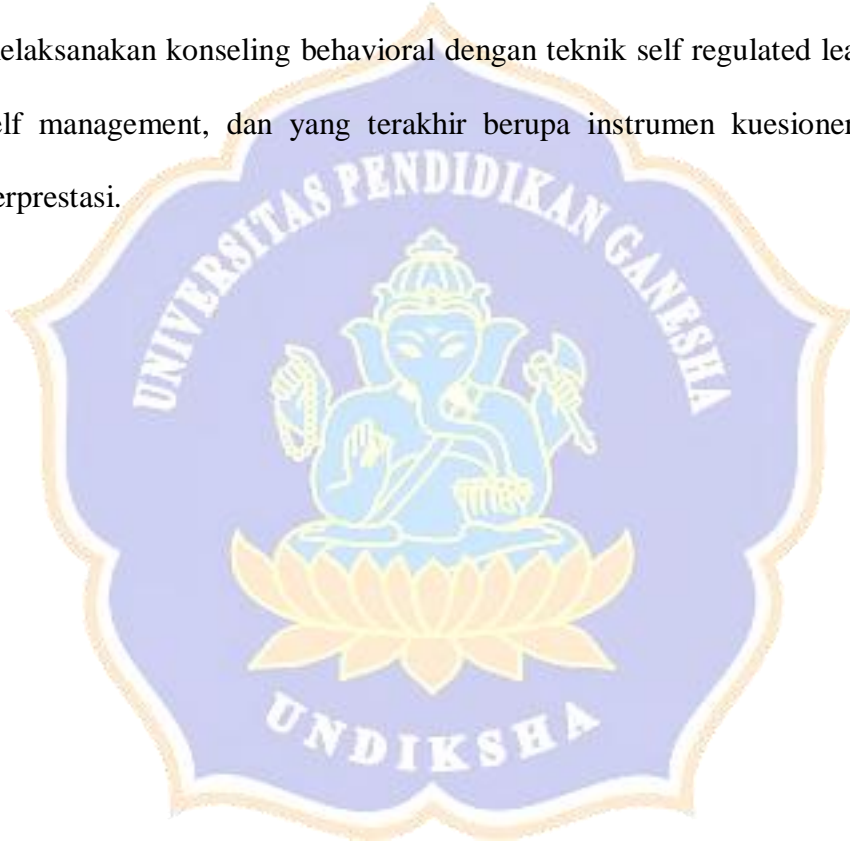 elaksanakan konseling behavioral dengan teknik self regulated lea
elf management, dan yang terakhir berupa instrumen kuesioner
erprestasi.
UNIVERSITAS PENDIDIKAN GANESHA
UNDIKSHA